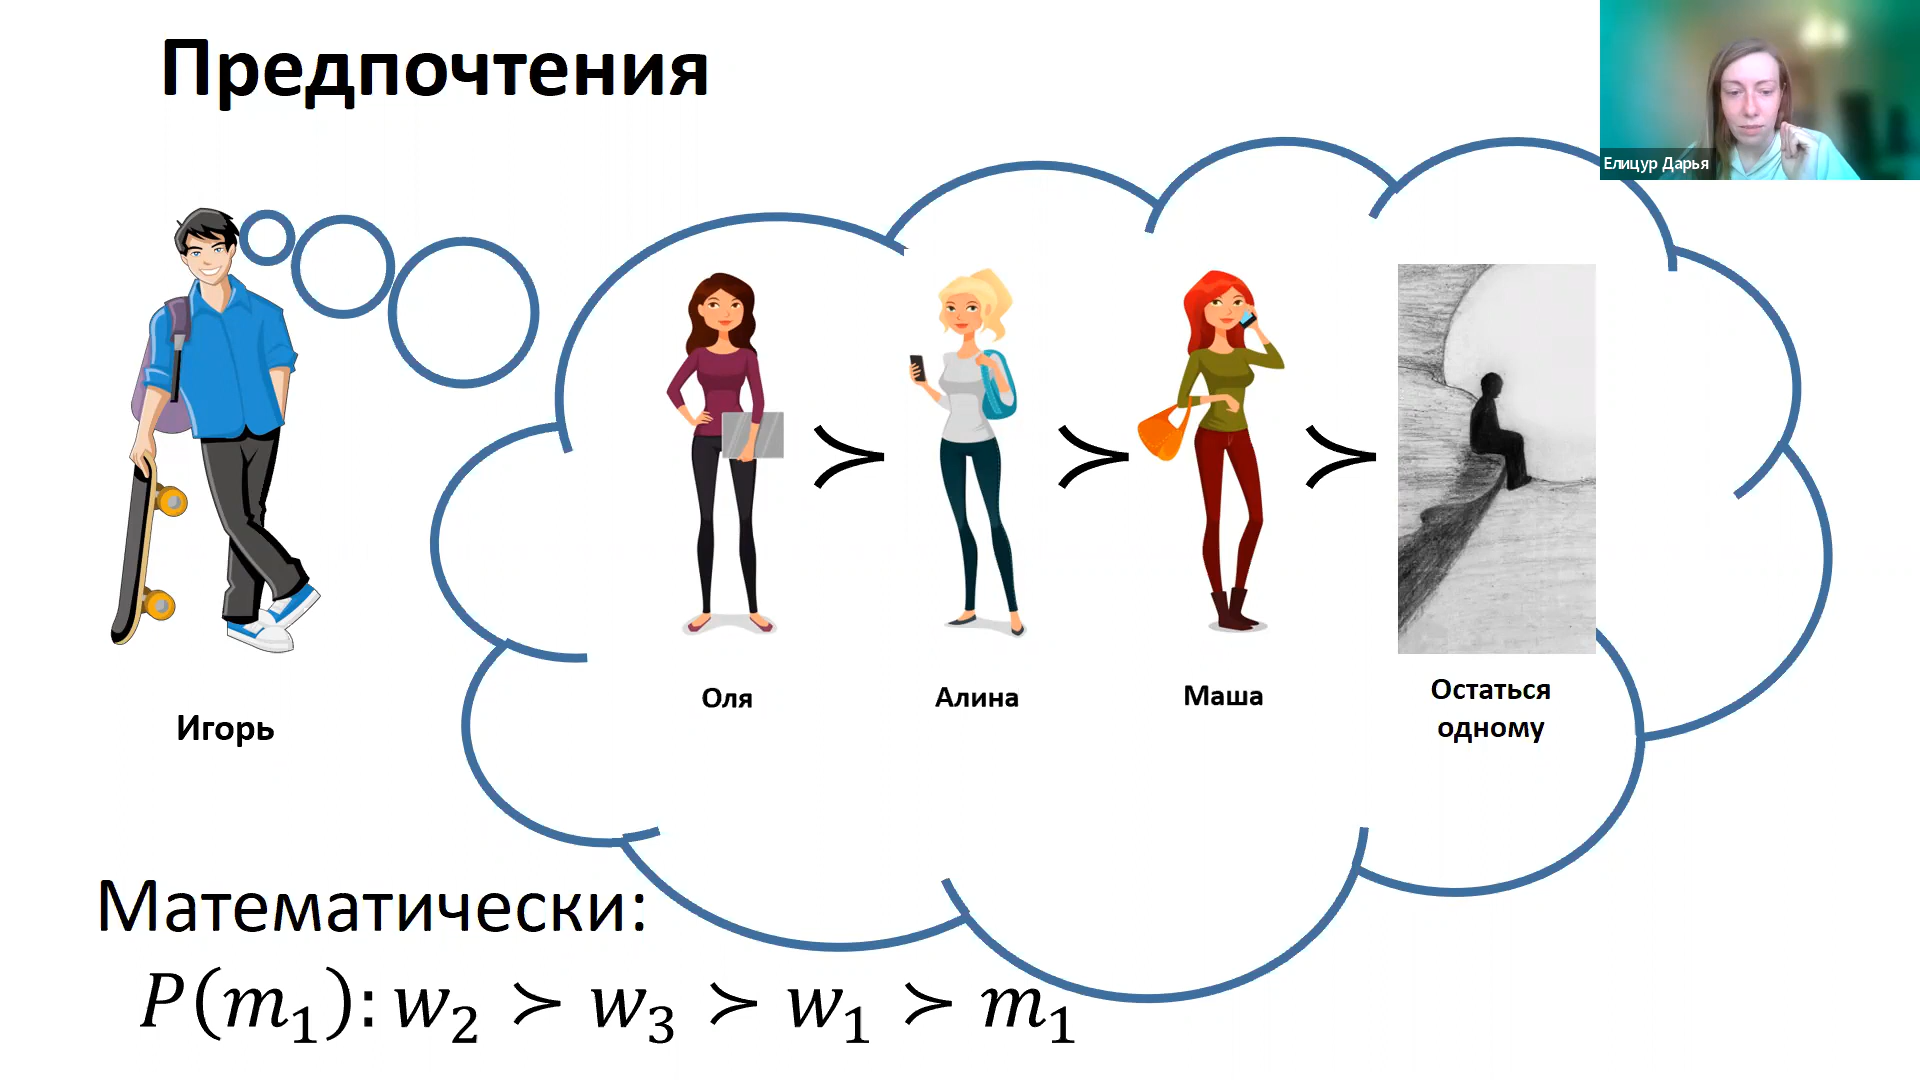 Предпочтения
Елицур Дарья
≻ ≻ ≻
Оля Алина Маша Остаться
одному
Игорь
Математически:
P(m₁): w₂ ≻ w₃ ≻ w₁ ≻ m₁